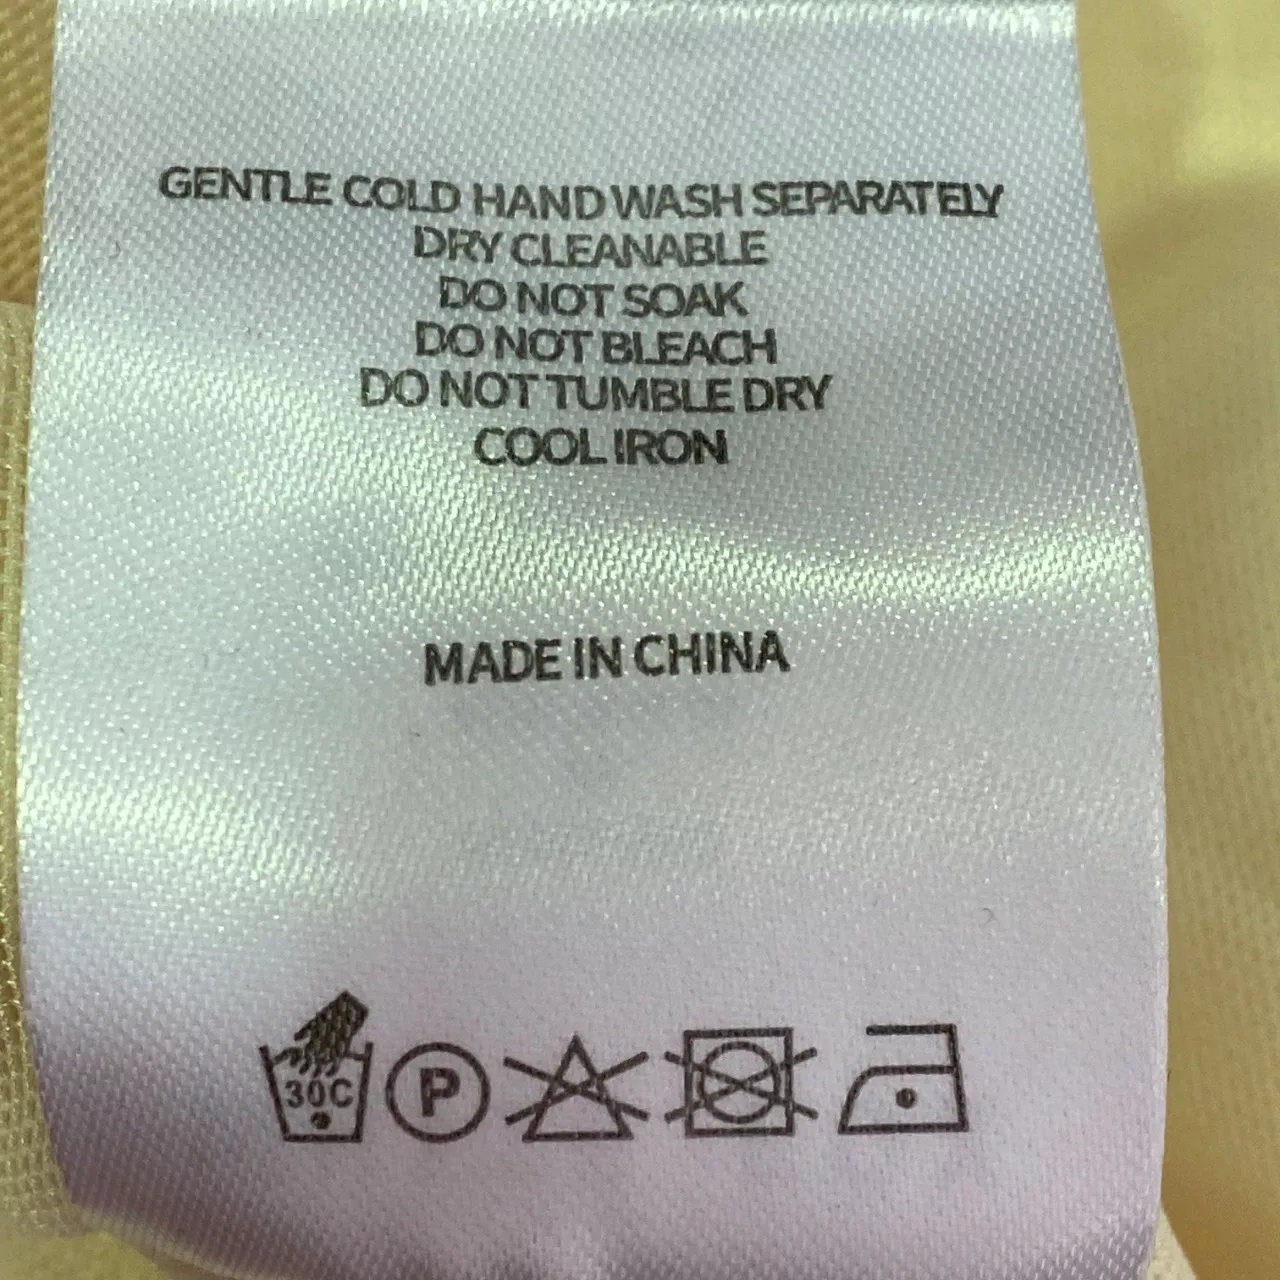 GENTLE COLD HAND WASH SEPARATELY
DRY CLEANABLE
DO NOT SOAK
DO NOT BLEACH
DO NOT TUMBLE DRY
COOL IRON
MADE IN CHINA
30C P